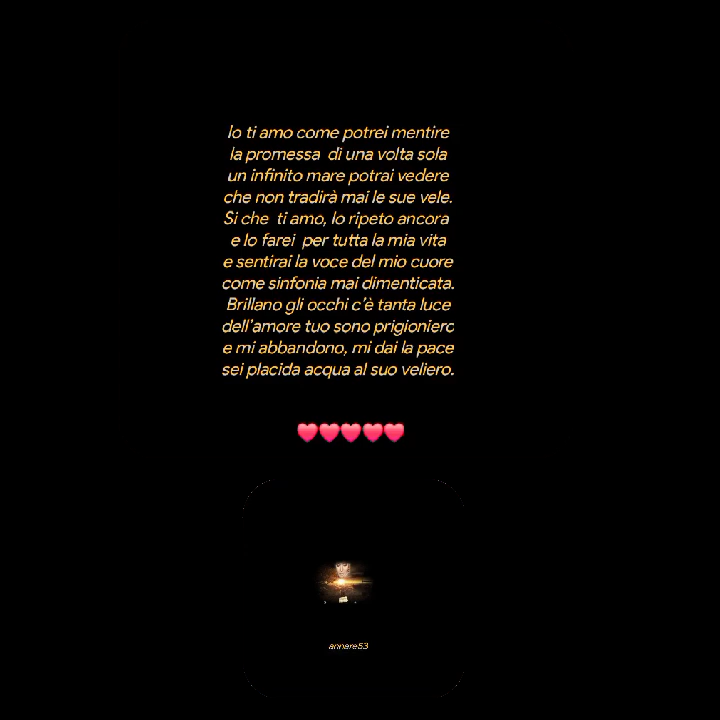 Io ti amo come potrei mentire
la promessa  di una volta sola
un infinito mare potrai vedere
che non tradirà mai le sue vele.
Si che  ti amo, lo ripeto ancora
e lo farei  per tutta la mia vita
e sentirai la voce del mio cuore
come sinfonia mai dimenticata.
Brillano gli occhi c'è tanta luce
dell'amore tuo sono prigioniero
e mi abbandono, mi dai la pace
sei placida acqua al suo veliero.
annare53